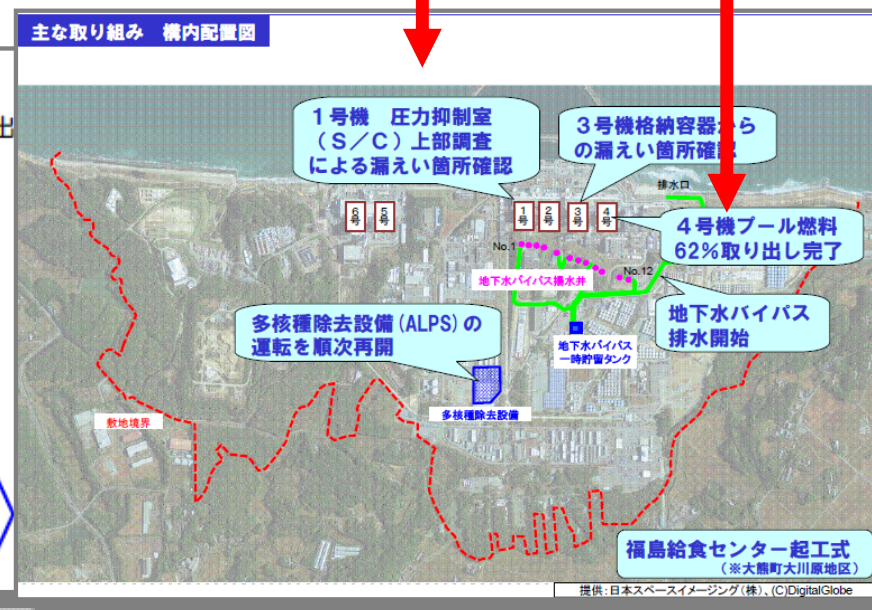 出
主な取り組み 構内配置図
1号機 圧力抑制室
(S/C)上部調査
による漏えい箇所確認
3号機格納容器から
の漏えい箇所確認
排水口
6号
5号
1号
2号
3号
4号
4号機プール燃料
62%取り出し完了
No.1
No.12
地下水バイパス揚水井
地下水バイパス
排水開始
多核種除去設備(ALPS)の
運転を順次再開
地下水バイパス
一時貯留タンク
多核種除去設備
敷地境界
福島給食センター起工式
(※大熊町大川原地区)
提供:日本スペースイメージング(株)、(C)DigitalGlobe